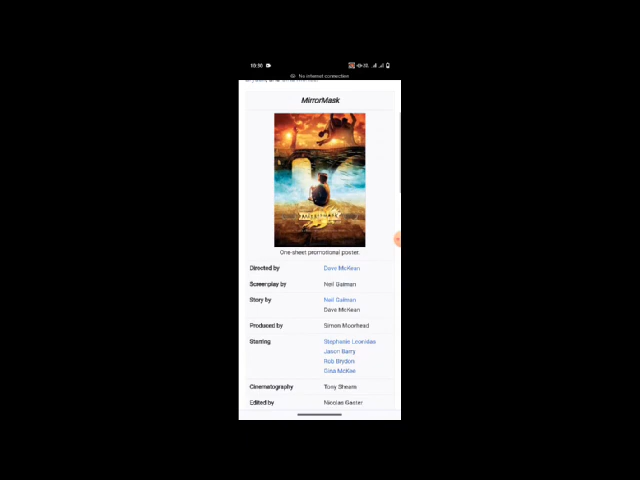 No internet connection
MirrorMask
One-sheet promotional poster.
Directed by Dave McKean
Screenplay by Neil Gaiman
Story by Neil Gaiman
Dave McKean
Produced by Simon Moorhead
Starring Stephanie Leonidas
Jason Barry
Rob Brydon
Gina McKee
Cinematography Tony Shearn
Edited by Nicolas Gaster